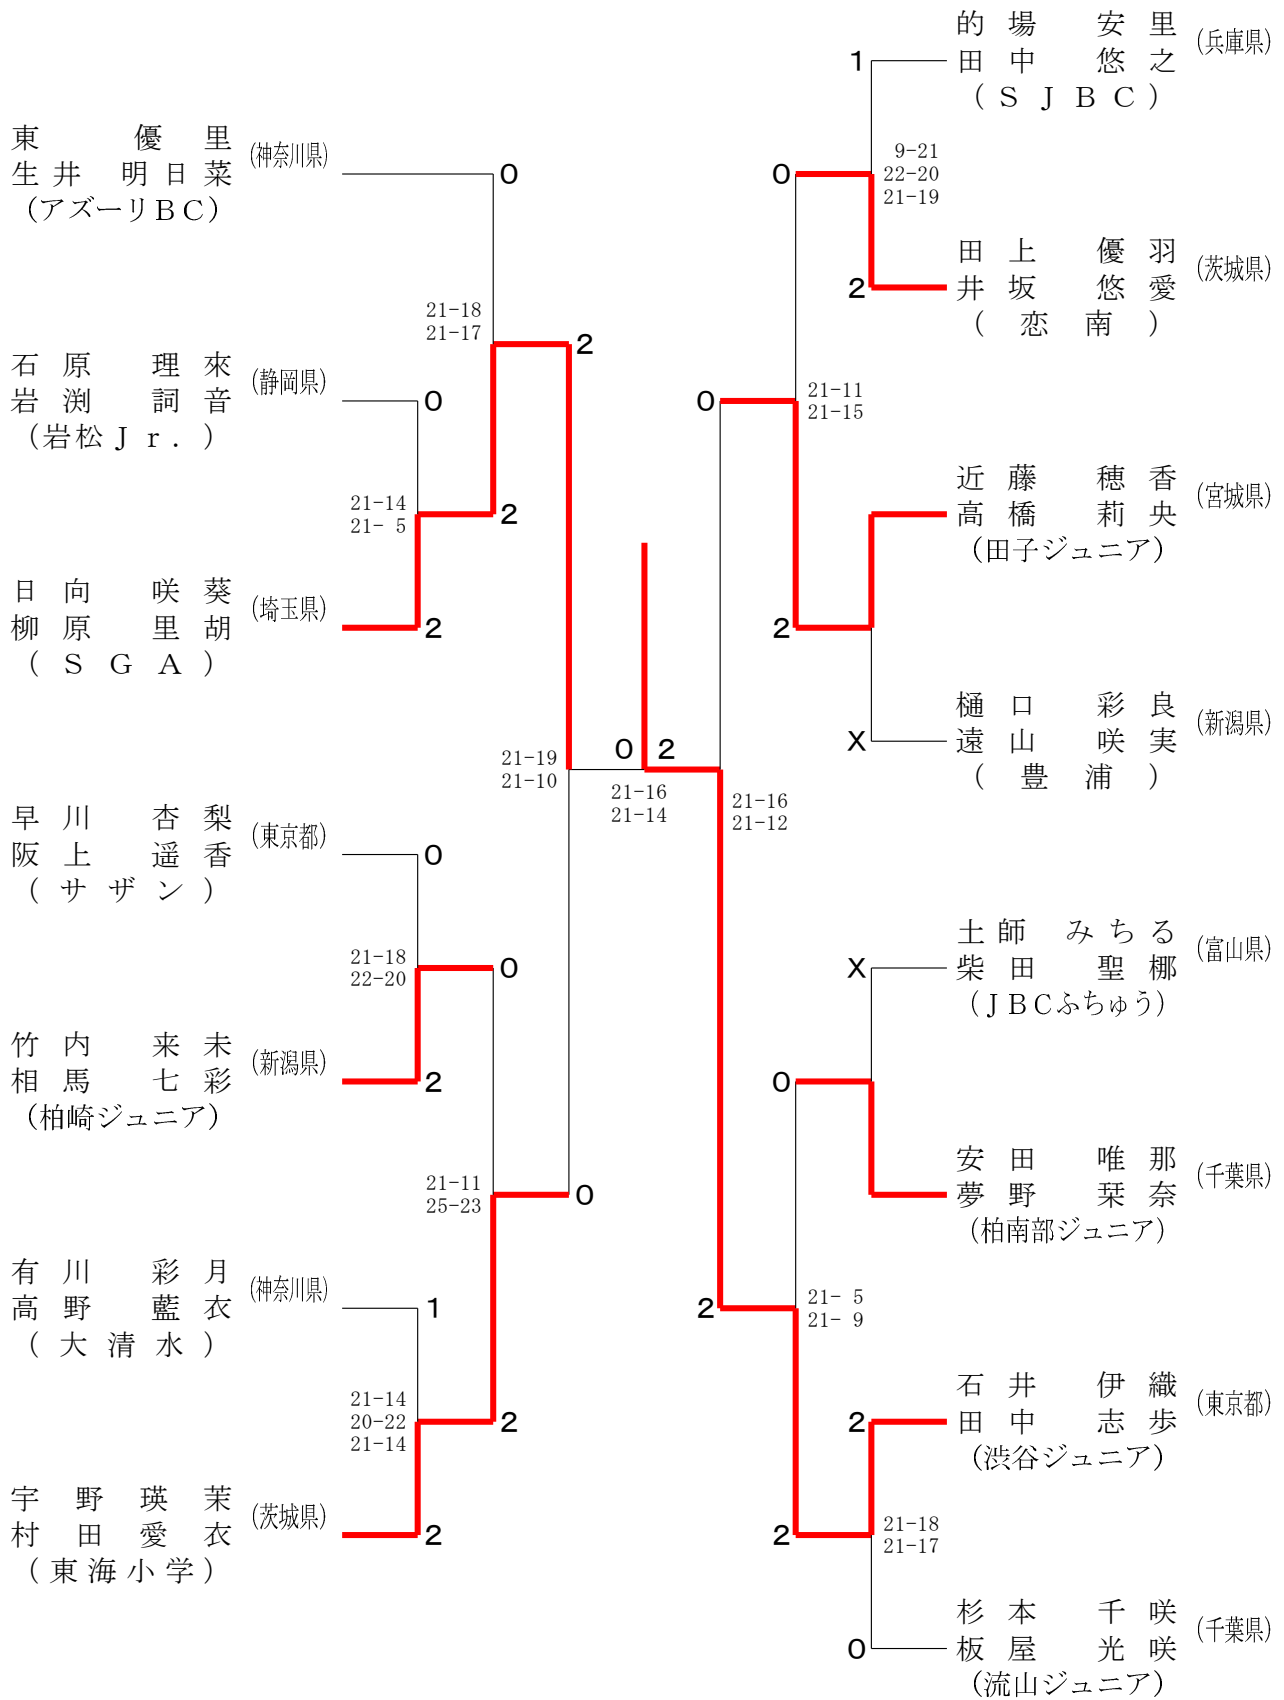 東 優里
生井 明日菜
(アズーリBC)
(神奈川県)
0
21-18
21-17
2
石原 理來
岩渕 詞音
(岩松Jr.)
(静岡県)
0
21-14
21- 5
2
日向 咲葵
柳原 里胡
(SGA)
(埼玉県)
2
21-19
21-10
早川 杏梨
阪上 遥香
(サザン)
(東京都)
0
21-18
22-20
0
竹内 来未
相馬 七彩
(柏崎ジュニア)
(新潟県)
2
21-11
25-23
0
有川 彩月
高野 藍衣
(大清水)
(神奈川県)
1
21-14
20-22
21-14
2
宇野 瑛茉
村田 愛衣
(東海小学)
(茨城県)
2
0 2
21-16
21-14
的場 安里
田中 悠之
(SJBC)
(兵庫県)
1
0
9-21
22-20
21-19
田上 優羽
井坂 悠愛
(恋南)
(茨城県)
2
0
21-11
21-15
近藤 穂香
高橋 莉央
(田子ジュニア)
(宮城県)
2
樋口 彩良
遠山 咲実
(豊浦)
(新潟県)
X
21-16
21-12
土師 みちる
柴田 聖梛
(JBCふちゅう)
(富山県)
X
0
安田 唯那
夢野 栞奈
(柏南部ジュニア)
(千葉県)
2
21- 5
21- 9
石井 伊織
田中 志歩
(渋谷ジュニア)
(東京都)
2
2
21-18
21-17
杉本 千咲
板屋 光咲
(流山ジュニア)
(千葉県)
0